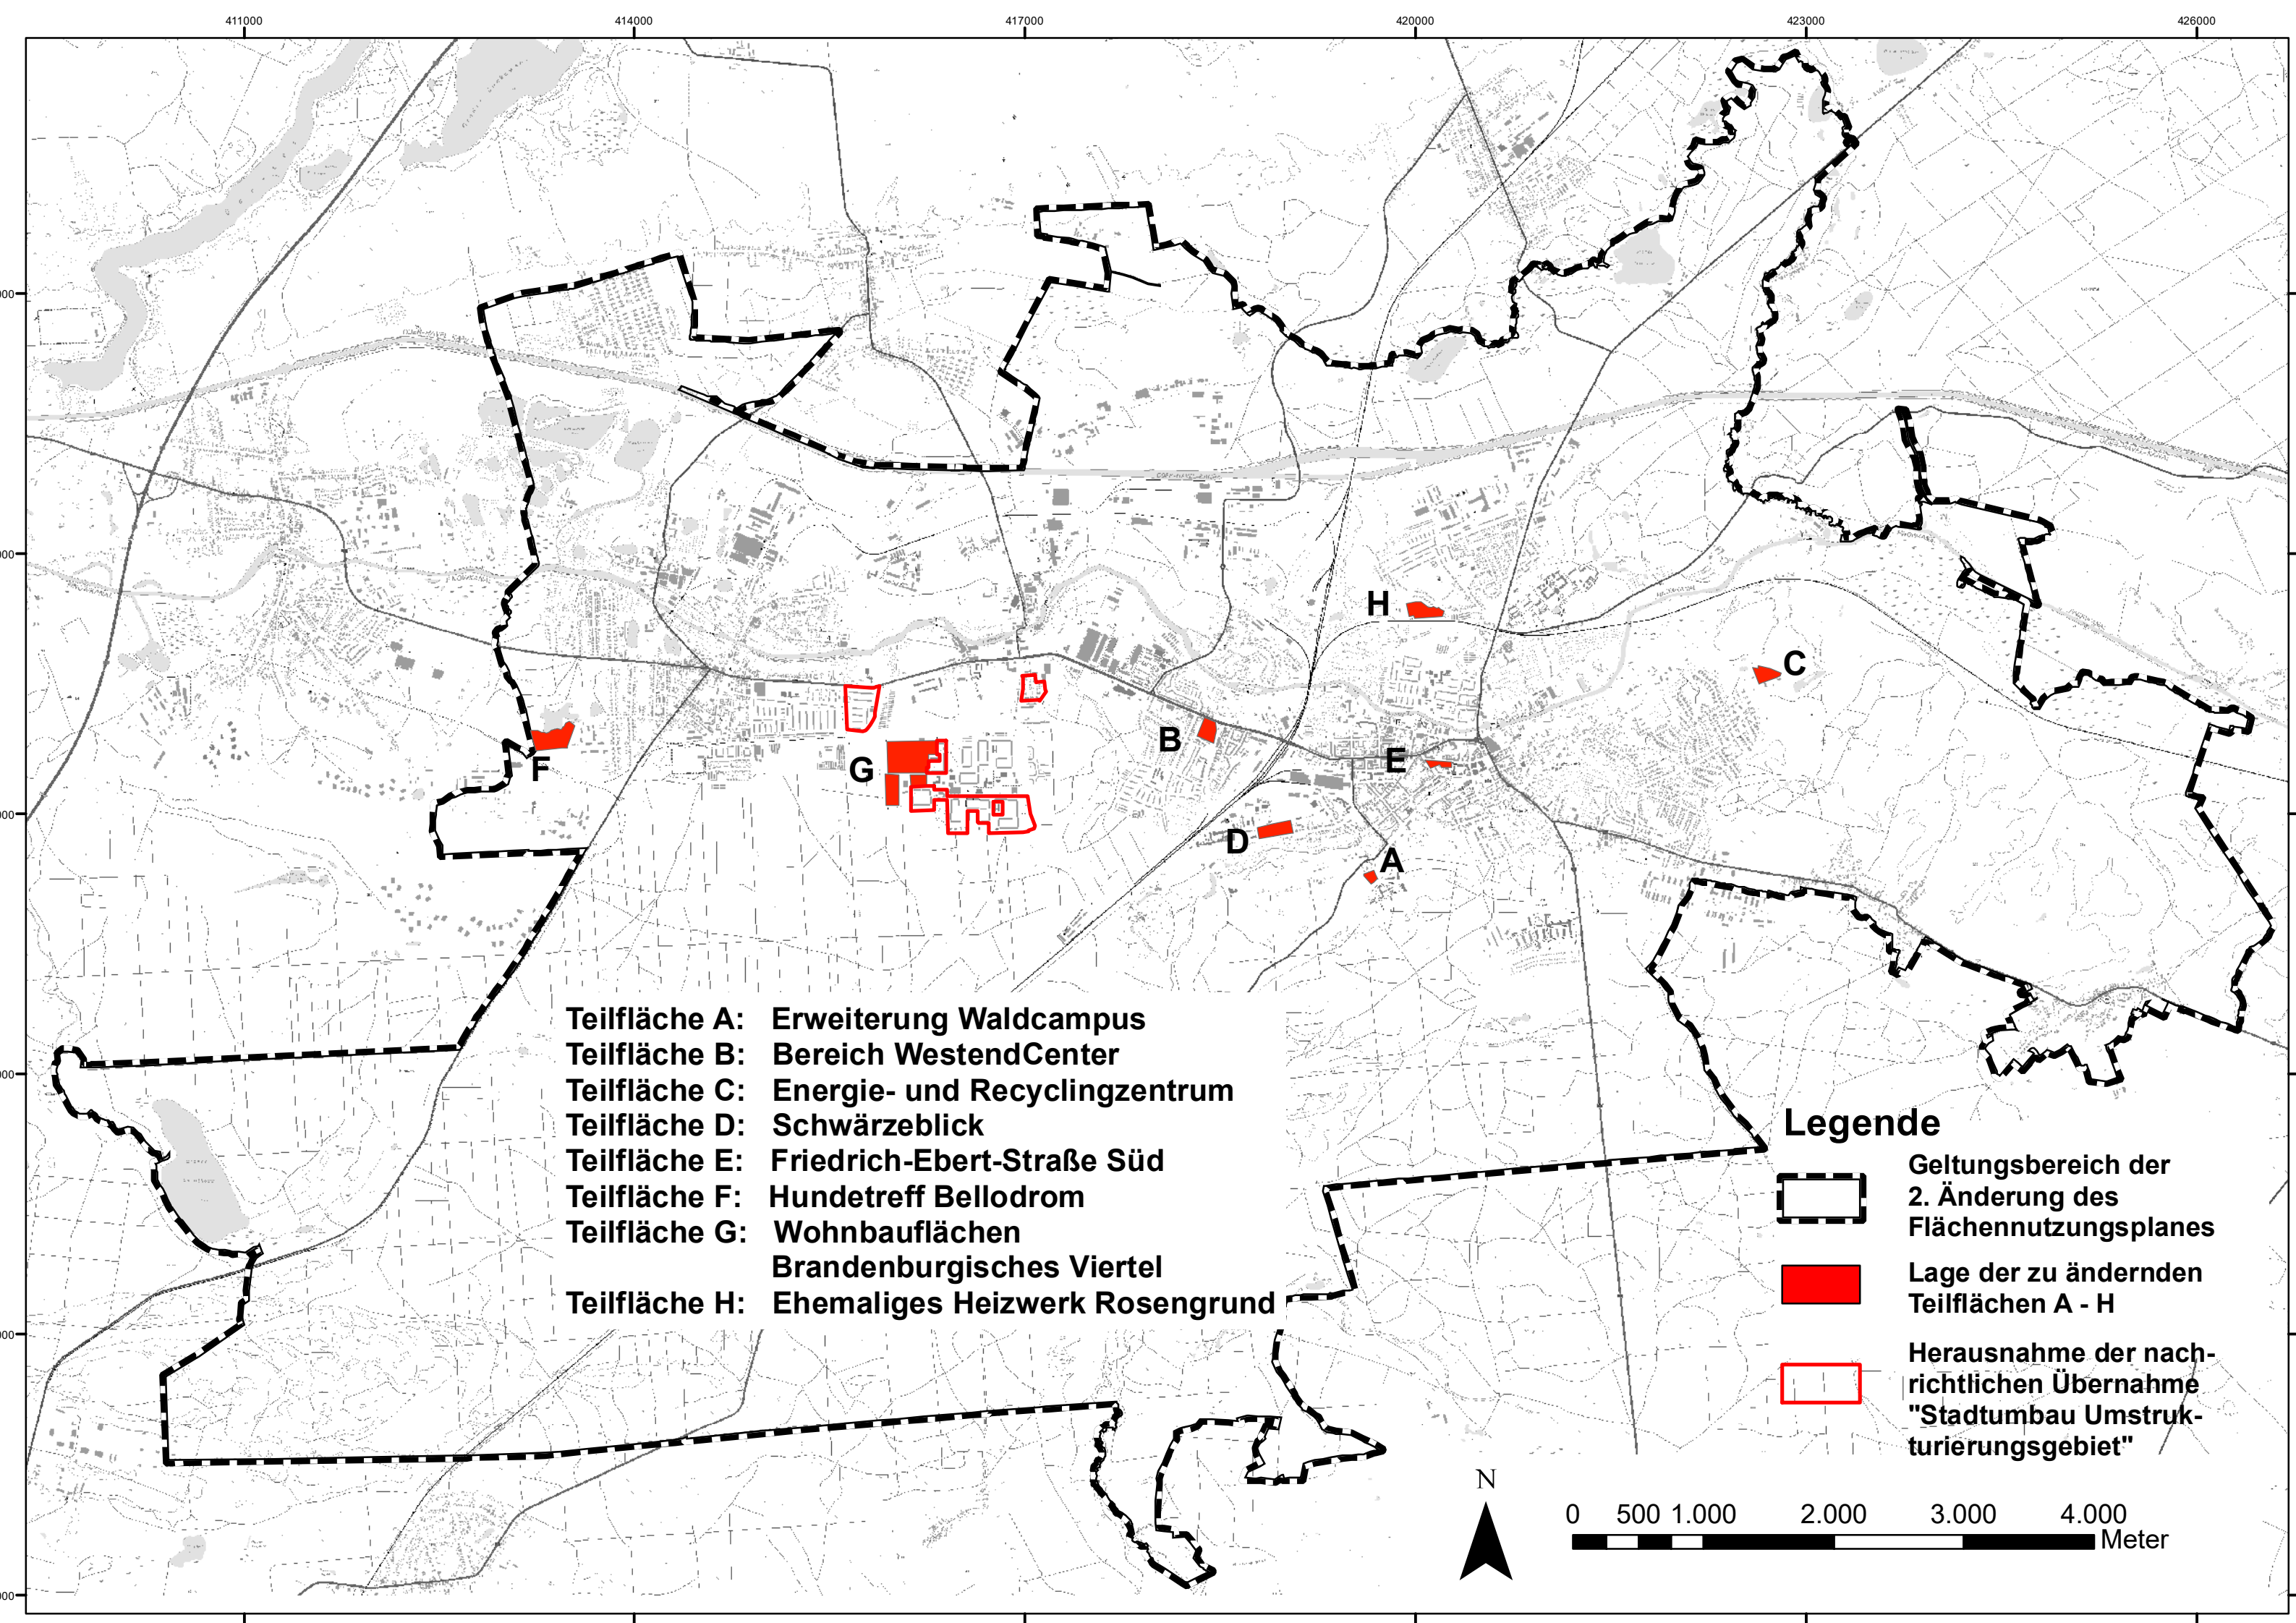 411000 414000 417000 420000 423000 426000
H
C
B
E
F
G
D
A
Teilfläche A: Erweiterung Waldcampus
Teilfläche B: Bereich WestendCenter
Teilfläche C: Energie- und Recyclingzentrum
Teilfläche D: Schwärzeblick
Teilfläche E: Friedrich-Ebert-Straße Süd
Teilfläche F: Hundetreff Bellodrom
Teilfläche G: Wohnbauflächen
Brandenburgisches Viertel
Teilfläche H: Ehemaliges Heizwerk Rosengrund
Legende
Geltungsbereich der
2. Änderung des
Flächennutzungsplanes
Lage der zu ändernden
Teilflächen A - H
Herausnahme der nach-
richtlichen Übernahme
"Stadtumbau Umstruk-
turierungsgebiet"
N
0 500 1.000 2.000 3.000 4.000
Meter